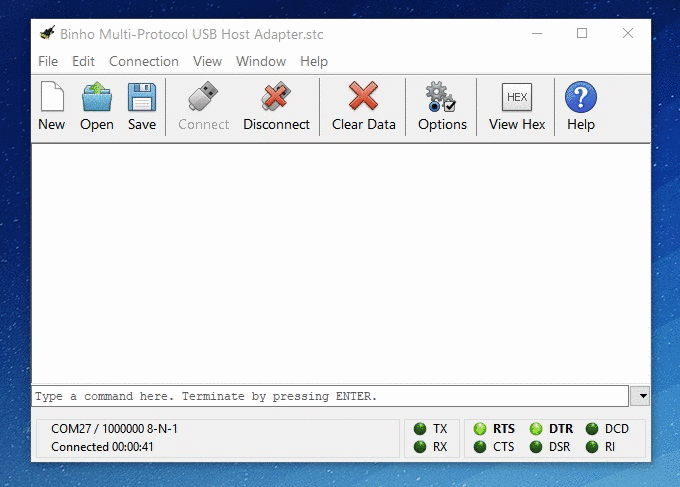 Binho Multi-Protocol USB Host Adapter.stc
File Edit Connection View Window Help
New Open Save Connect Disconnect Clear Data Options HEX View Hex ? Help
Type a command here. Terminate by pressing ENTER.
COM27 / 1000000 8-N-1 TX RTS DTR DCD
Connected 00:00:41 RX CTS DSR RI